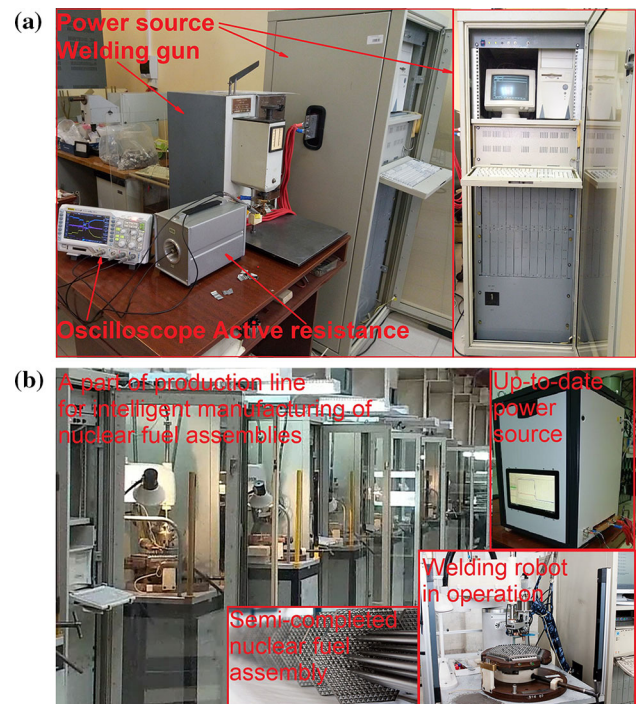 (a)
Power source
Welding gun
Oscilloscope Active resistance
(b)
A part of production line
for intelligent manufacturing of
nuclear fuel assemblies
Up-to-date
power
source
Welding robot
in operation
Semi-completed
nuclear fuel
assembly